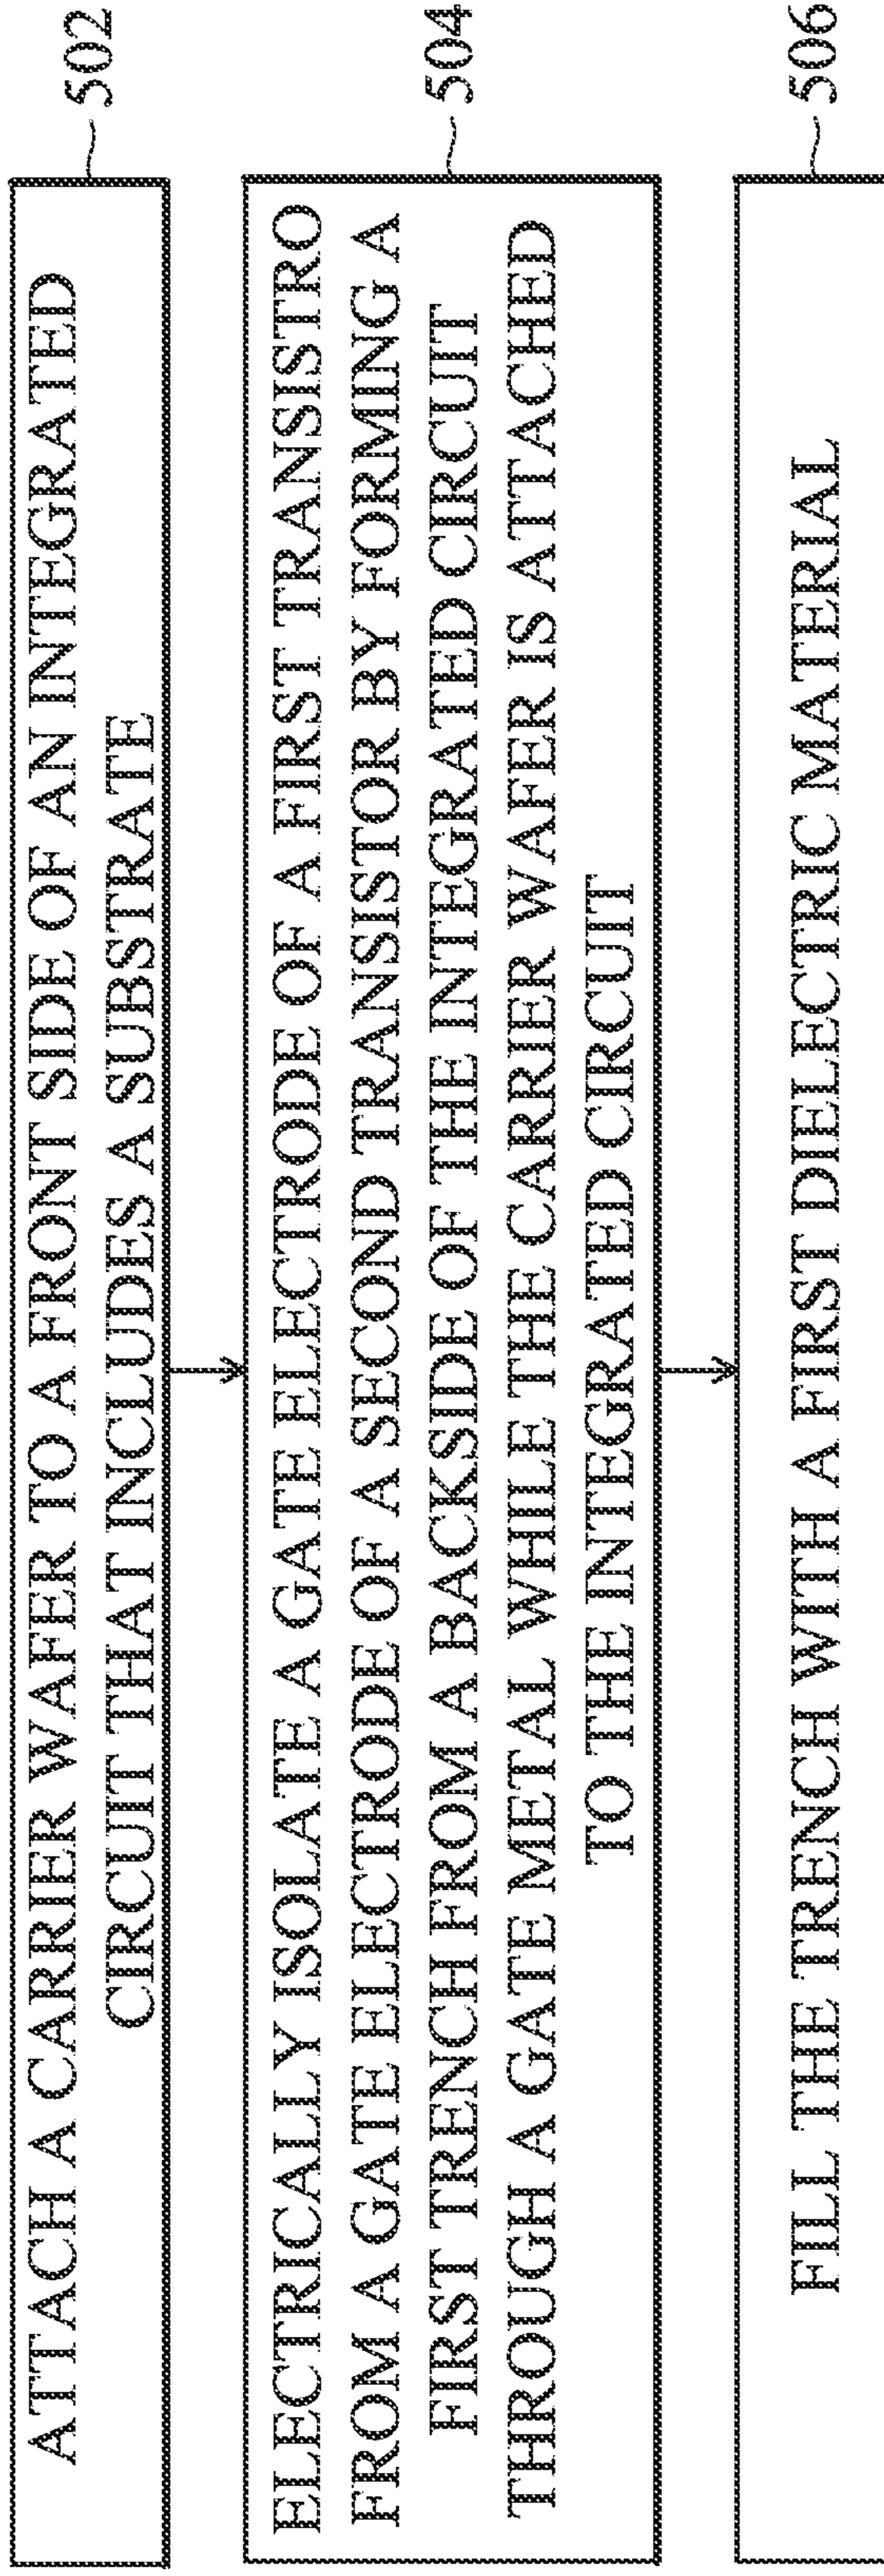 ATTACH A CARRIER WAFER TO A FRONT SIDE OF AN INTEGRATED
CIRCUIT THAT INCLUDES A SUBSTRATE
502
ELECTRICALLY ISOLATE A GATE ELECTRODE OF A FIRST TRANSISTRO
FROM A GATE ELECTRODE OF A SECOND TRANSISTOR BY FORMING A
FIRST TRENCH FROM A BACKSIDE OF THE INTEGRATED CIRCUIT
THROUGH A GATE METAL WHILE THE CARRIER WAFER IS ATTACHED
TO THE INTEGRATED CIRCUIT
504
FILL THE TRENCH WITH A FIRST DIELECTRIC MATERIAL
506